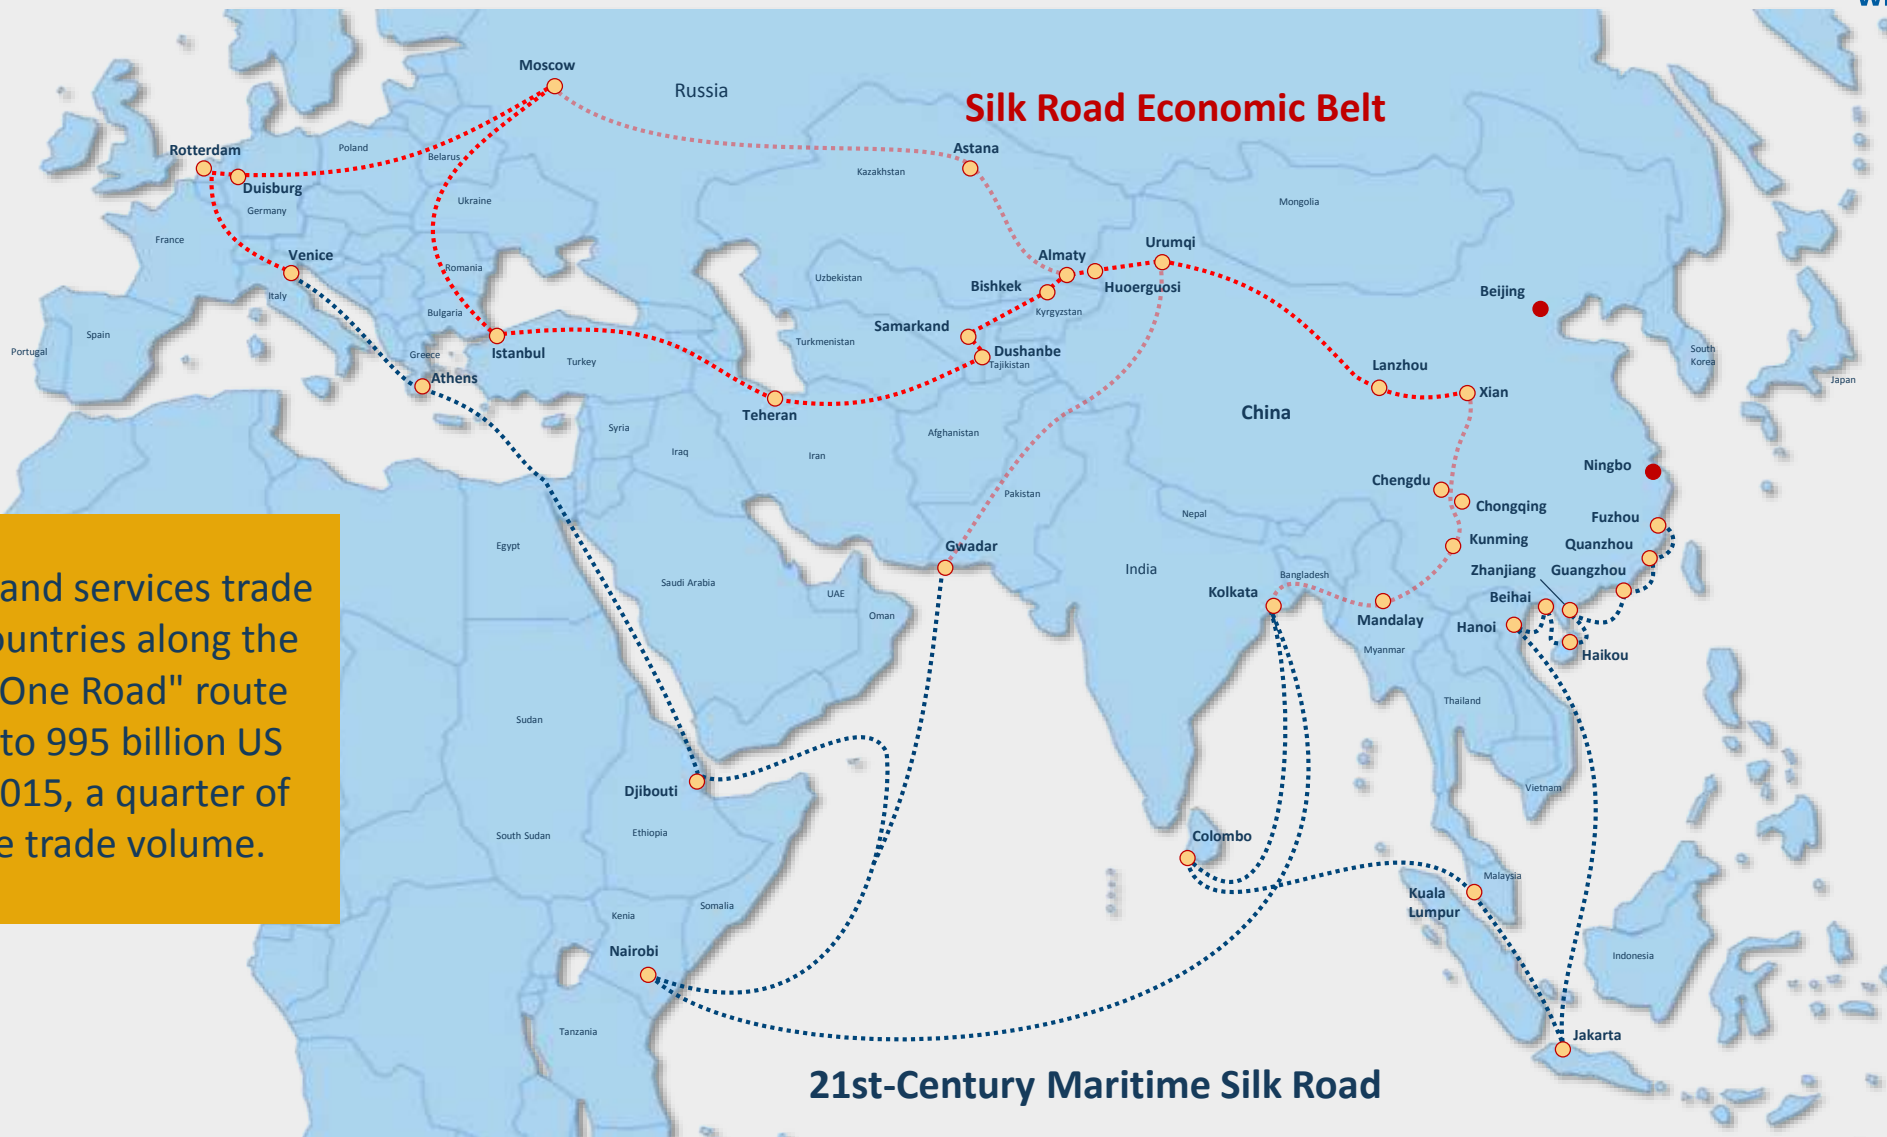 Moscow
Russia
Silk Road Economic Belt
Rotterdam
Poland
Belarus
Astana
Kazakhstan
Duisburg
Germany
Ukraine
Mongolia
France
Venice
Romania
Almaty
Urumqi
Uzbekistan
Bishkek
Huoerguosi
Beijing
Italy
Bulgaria
Kyrgyzstan
Samarkand
Spain
Turkmenistan
Portugal
Greece
Istanbul
Turkey
Dushanbe
Tajikistan
South
Korea
Lanzhou
Japan
Athens
Xian
Teheran
China
Syria
Afghanistan
Iraq
Iran
Ningbo
Chengdu
Pakistan
Chongqing
Nepal
Fuzhou
Kunming
Quanzhou
Egypt
Gwadar
India
Bangladesh
Zhanjiang
Guangzhou
Saudi Arabia
UAE
Kolkata
Beihai
Oman
Mandalay
Hanoi
Myanmar
Haikou
Thailand
and services trade
ountries along the
One Road" route
to 995 billion US
015, a quarter of
e trade volume.
Sudan
Djibouti
Vietnam
South Sudan
Ethiopia
Colombo
Malaysia
Kuala
Lumpur
Somalia
Kenia
Nairobi
Indonesia
Tanzania
Jakarta
21st-Century Maritime Silk Road